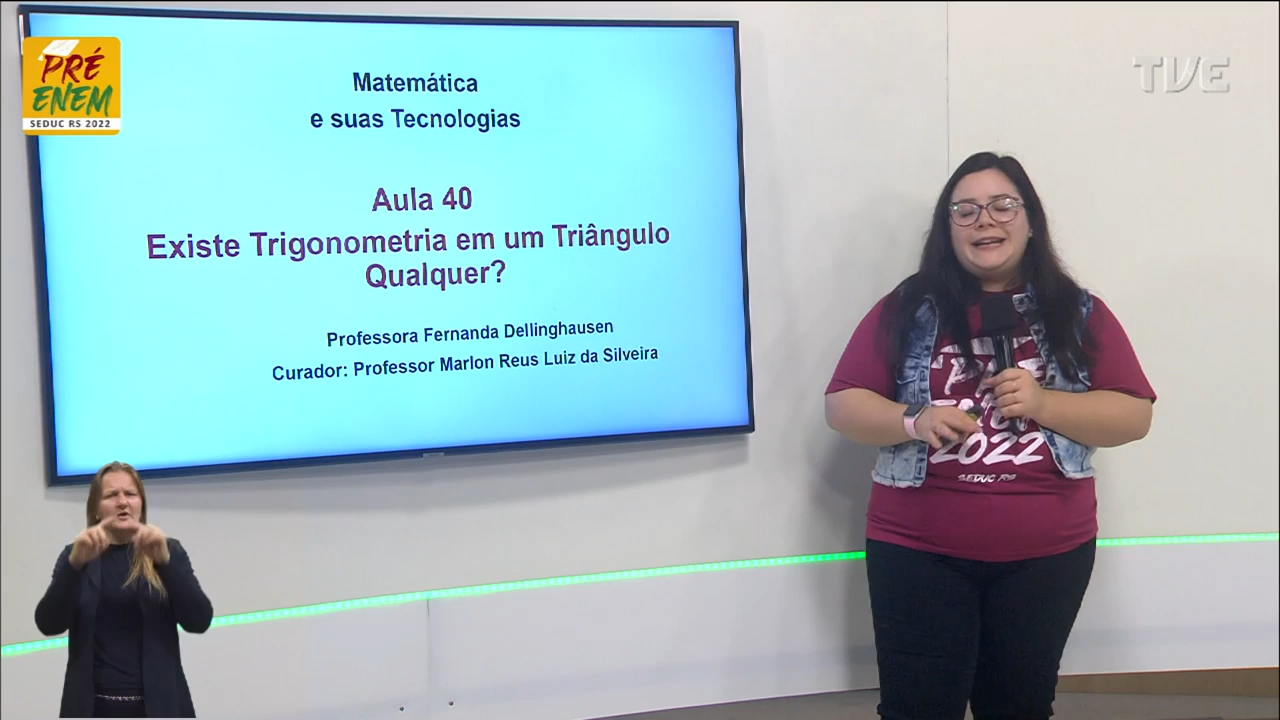 PRÉ
ENEM
SEDUC RS 2022
TVE
Matemática
e suas Tecnologias
Aula 40
Existe Trigonometria em um Triângulo
Qualquer?
Professora Fernanda Dellinghausen
Curador: Professor Marlon Reus Luiz da Silveira
2022
SEDUC RS